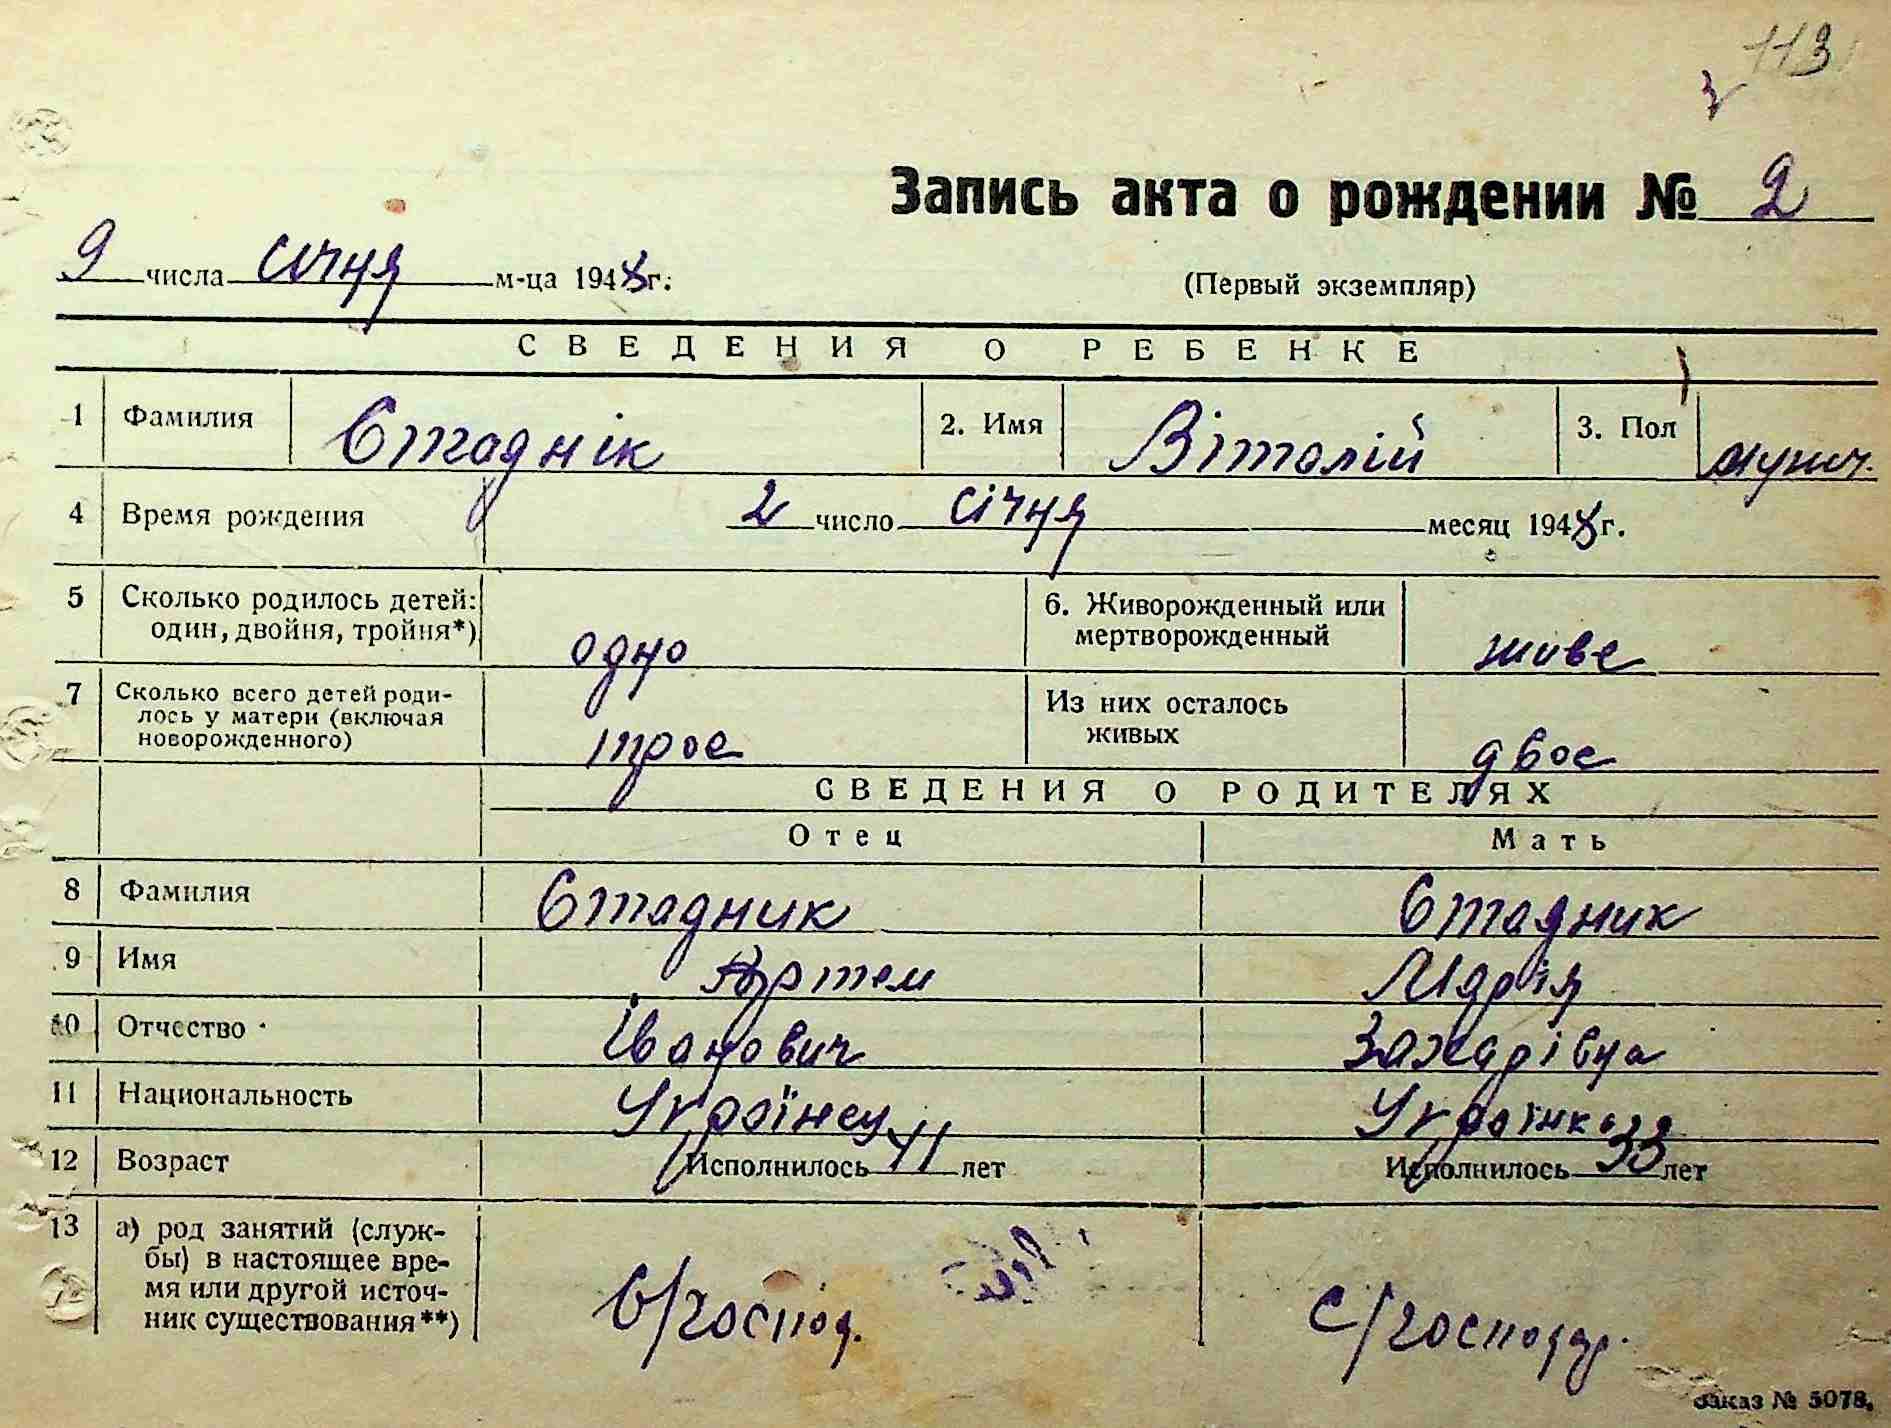 113
Запись акта о рождении № 2
9 числа січня м-ца 1948 г.
(Первый экземпляр)
СВЕДЕНИЯ О РЕБЕНКЕ
1 Фамилия Стаднік 2. Имя Віталій 3. Пол мужч.
4 Время рождения 2 число січня месяц 1948 г.
5 Сколько родилось детей: один, двойня, тройня*) одно 6. Живорожденный или мертворожденный живе
7 Сколько всего детей родилось у матери (включая новорожденного) троє Из них осталось живых двоє
СВЕДЕНИЯ О РОДИТЕЛЯХ
Отец Мать
8 Фамилия Стадник Стадник
9 Имя Артем Марія
10 Отчество Іванович Захарівна
11 Национальность Українец Українка
12 Возраст Исполнилось 41 лет Исполнилось 33 лет
13 а) род занятий (службы) в настоящее время или другой источник существования**) с/господ. с/господар.
Заказ № 5078.